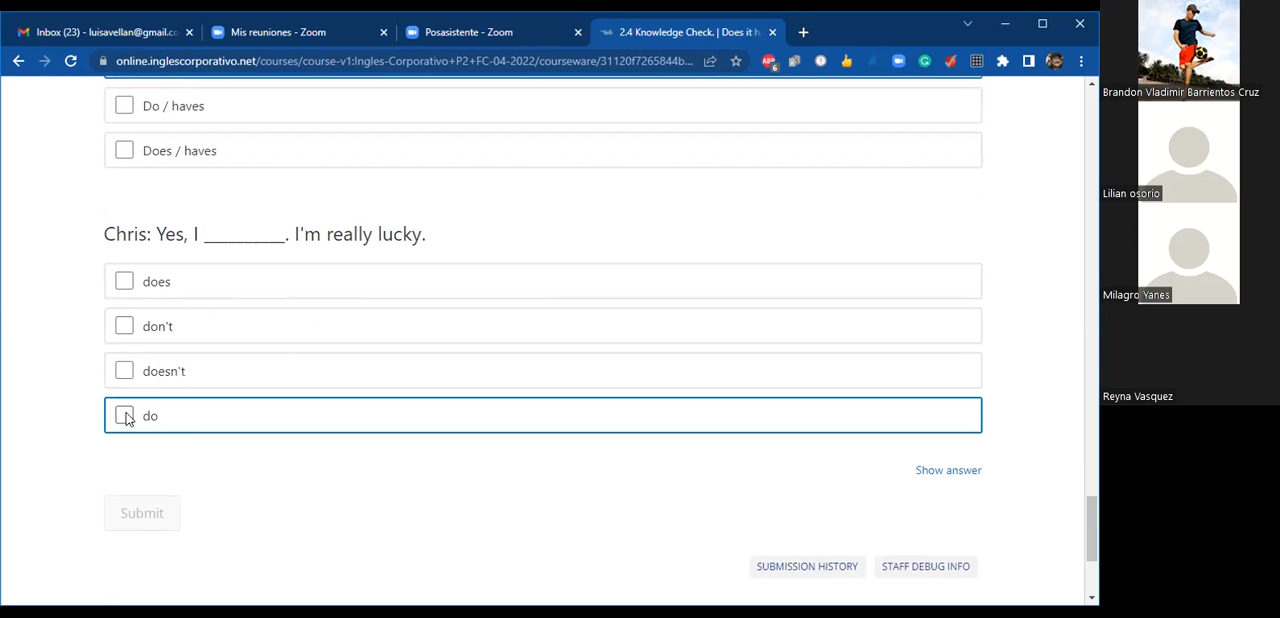 Inbox (23) - luisavellan@gmail.co
Mis reuniones - Zoom
Posasistente - Zoom
2.4 Knowledge Check. | Does it h
online.inglescorporativo.net/courses/course-v1:Ingles-Corporativo+P2+FC-04-2022/courseware/31120f7265844b...
Do / haves
Does / haves
Chris: Yes, I __________. I'm really lucky.
does
don't
doesn't
do
Show answer
Submit
SUBMISSION HISTORY
STAFF DEBUG INFO
Brandon Vladimir Barrientos Cruz
Lilian osorio
Milagro Yanes
Reyna Vasquez